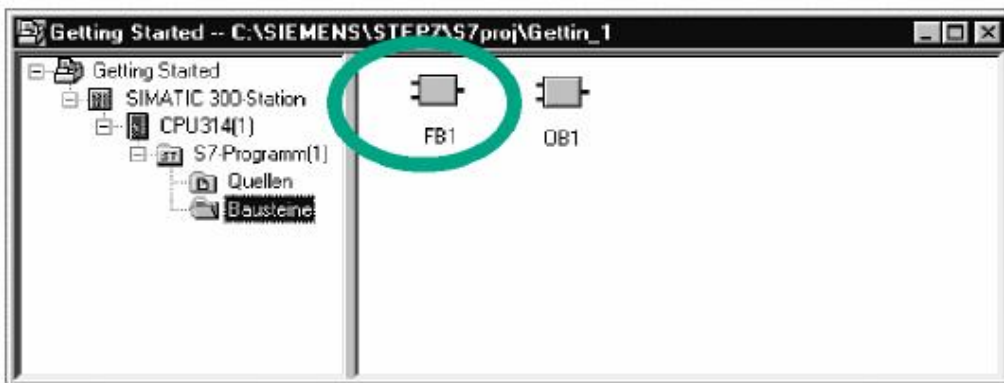 Getting Started -- C:\SIEMENS\STEP7\S7proj\Gettin_1
Getting Started
SIMATIC 300-Station
CPU314(1)
S7-Programm(1)
Quellen
Bausteine
FB1
OB1